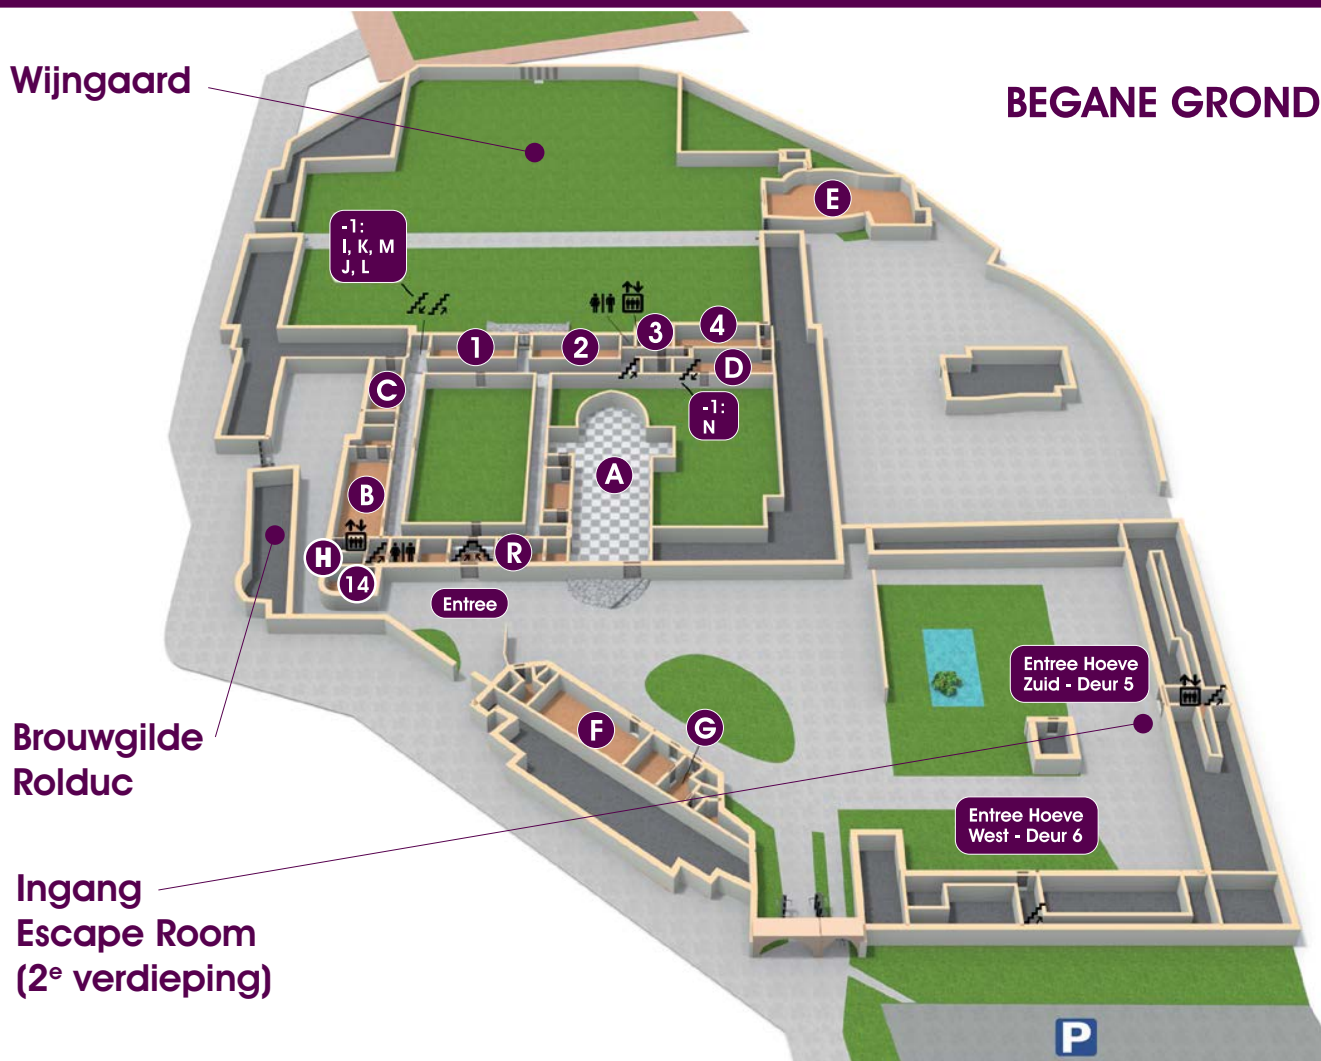 BEGANE GROND
Wijngaard
E
-1:
I, K, M
J, L
1
2
3
4
C
D
-1:
N
A
B
H
R
14
Entree
Entree Hoeve
Zuid - Deur 5
F
G
Brouwgilde
Rolduc
Entree Hoeve
West - Deur 6
Ingang
Escape Room
(2e verdieping)
P